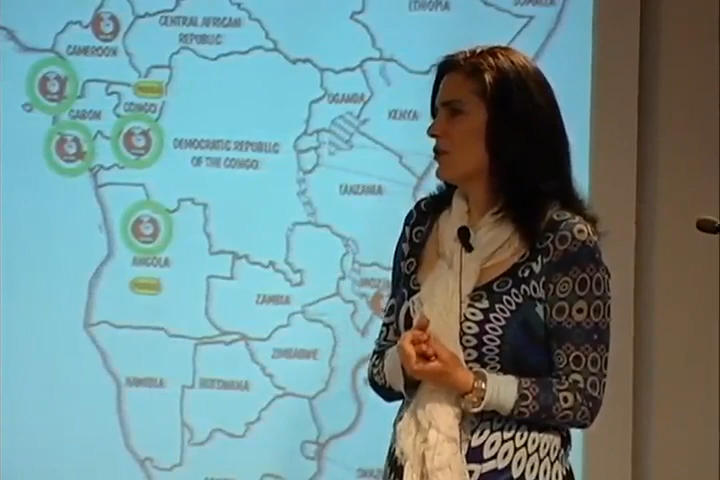 ETHIOPIA
SOMALIA
CENTRAL AFRICAN
REPUBLIC
CAMEROON
UGANDA
KENYA
GABON
CONGO
DEMOCRATIC REPUBLIC
OF THE CONGO
TANZANIA
ANGOLA
ZAMBIA
ZIMBABWE
NAMIBIA
BOTSWANA